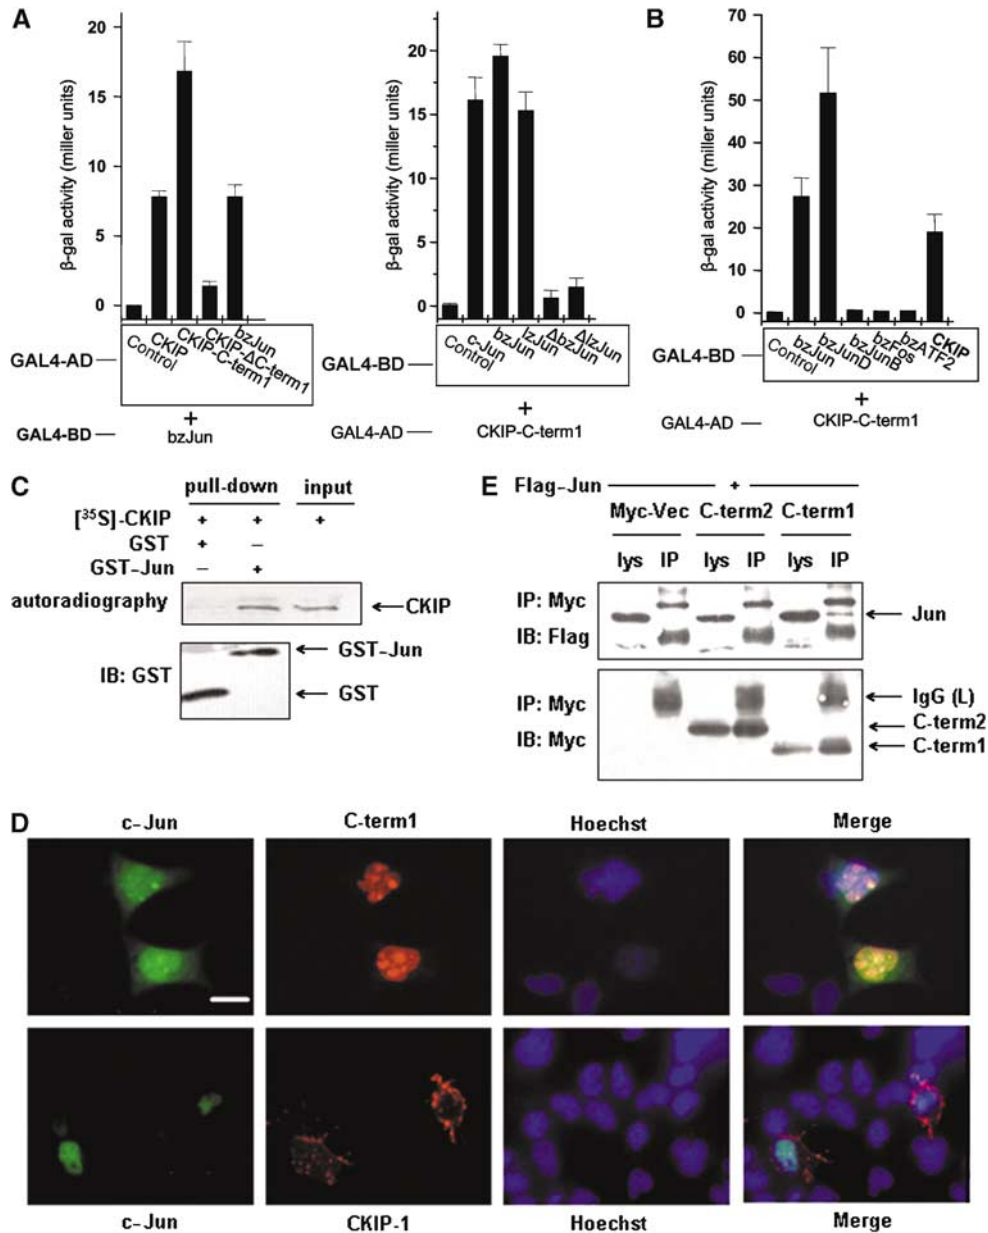 A
β-gal activity (miller units)
20
15
10
5
0
Control
CKIP
CKIP-C-term1
CKIP-ΔC-term1
bzJun
GAL4-AD
+
GAL4-BD
bzJun
β-gal activity (miller units)
20
15
10
5
0
Control
c-Jun
bzJun
lzJun
ΔbzJun
ΔlzJun
GAL4-BD
+
GAL4-AD
CKIP-C-term1
B
β-gal activity (miller units)
70
60
50
40
30
20
10
0
Control
bzJun
bzJunD
bzJunB
bzFos
bzATF2
CKIP
GAL4-BD
+
GAL4-AD
CKIP-C-term1
C
pull-down input
[35S]-CKIP + + +
GST + –
GST-Jun – +
autoradiography
CKIP
IB: GST
GST-Jun
GST
E
Flag-Jun +
Myc-Vec C-term2 C-term1
lys IP lys IP lys IP
IP: Myc
IB: Flag
Jun
IP: Myc
IB: Myc
IgG (L)
C-term2
C-term1
D
c-Jun C-term1 Hoechst Merge
c-Jun CKIP-1 Hoechst Merge